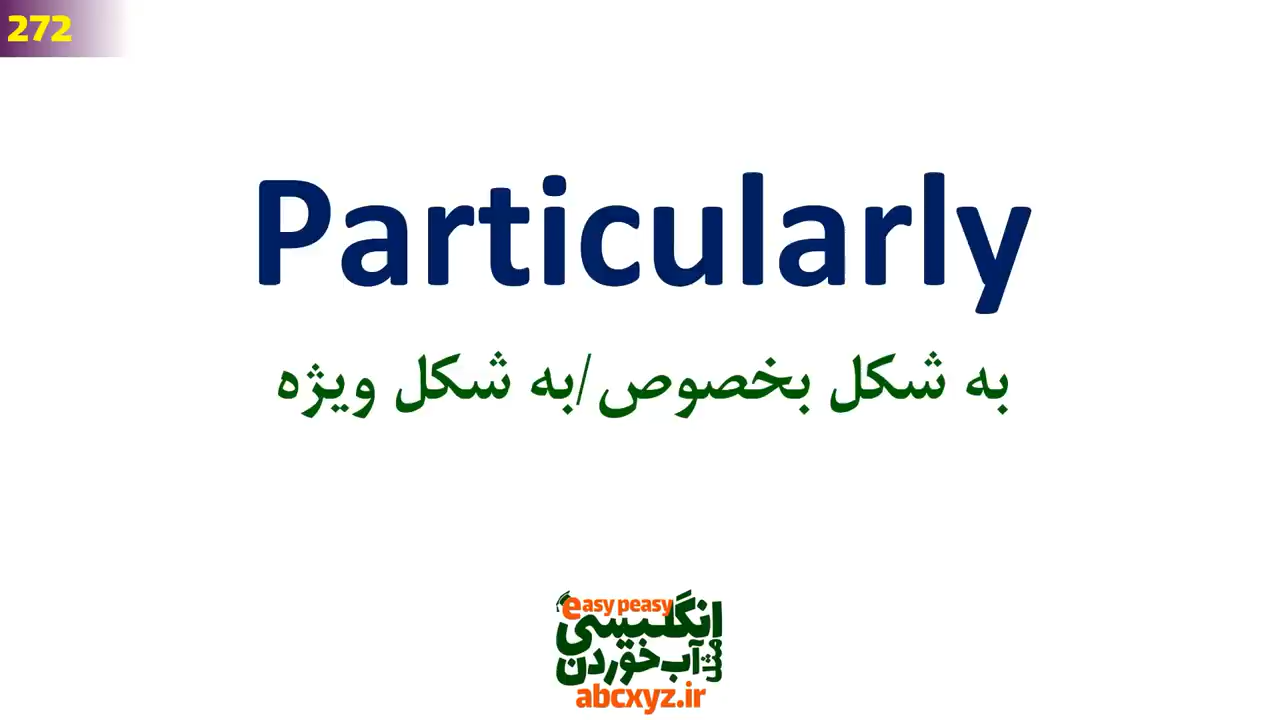 272
Particularly
به شکل بخصوص/به شکل ویژه
easy peasy
انگلیسی
مثل آب خوردن
abcxyz.ir